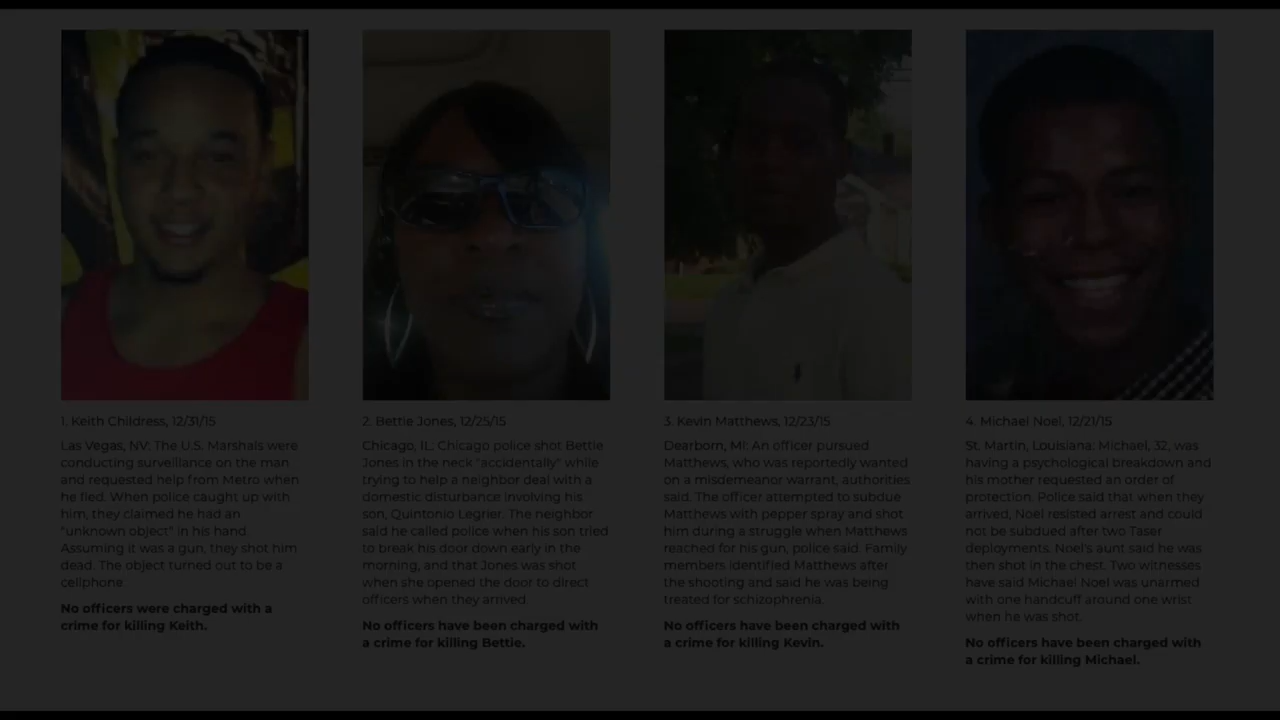 1. Keith Childress, 12/31/15
Las Vegas, NV: The U.S. Marshals were
conducting surveillance on the man
and requested help from Metro when
he fled. When police caught up with
him, they claimed he had an
"unknown object" in his hand.
Assuming it was a gun, they shot him
dead. The object turned out to be a
cellphone.
No officers were charged with a
crime for killing Keith.
2. Bettie Jones, 12/25/15
Chicago, IL: Chicago police shot Bettie
Jones in the neck "accidentally" while
trying to help a neighbor deal with a
domestic disturbance involving his
son, Quintonio Legrier. The neighbor
said he called police when his son tried
to break his door down early in the
morning, and that Jones was shot
when she opened the door to direct
officers when they arrived.
No officers have been charged with
a crime for killing Bettie.
3. Kevin Matthews, 12/23/15
Dearborn, MI: An officer pursued
Matthews, who was reportedly wanted
on a misdemeanor warrant, authorities
said. The officer attempted to subdue
Matthews with pepper spray and shot
him during a struggle when Matthews
reached for his gun, police said. Family
members identified Matthews after
the shooting and said he was being
treated for schizophrenia.
No officers have been charged with
a crime for killing Kevin.
4. Michael Noel, 12/21/15
St. Martin, Louisiana: Michael, 32, was
having a psychological breakdown and
his mother requested an order of
protection. Police said that when they
arrived, Noel resisted arrest and could
not be subdued after two Taser
deployments. Noel's aunt said he was
then shot in the chest. Two witnesses
have said Michael Noel was unarmed
with one handcuff around one wrist
when he was shot.
No officers have been charged with
a crime for killing Michael.